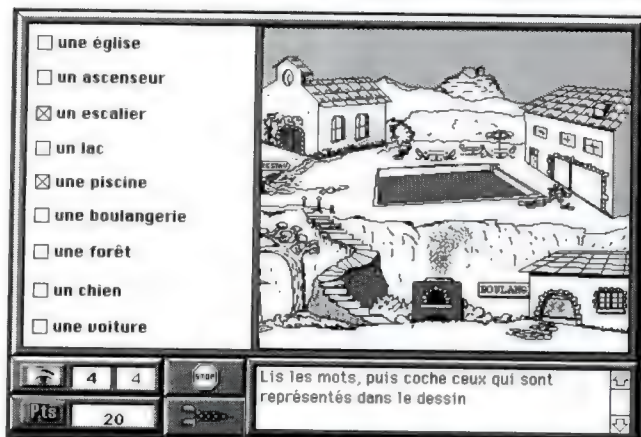 une église
un ascenseur
un escalier
un lac
une piscine
une boulangerie
une forêt
un chien
une voiture
BOULANG
4 4
STOP
Pts 20
Lis les mots, puis coche ceux qui sont
représentés dans le dessin